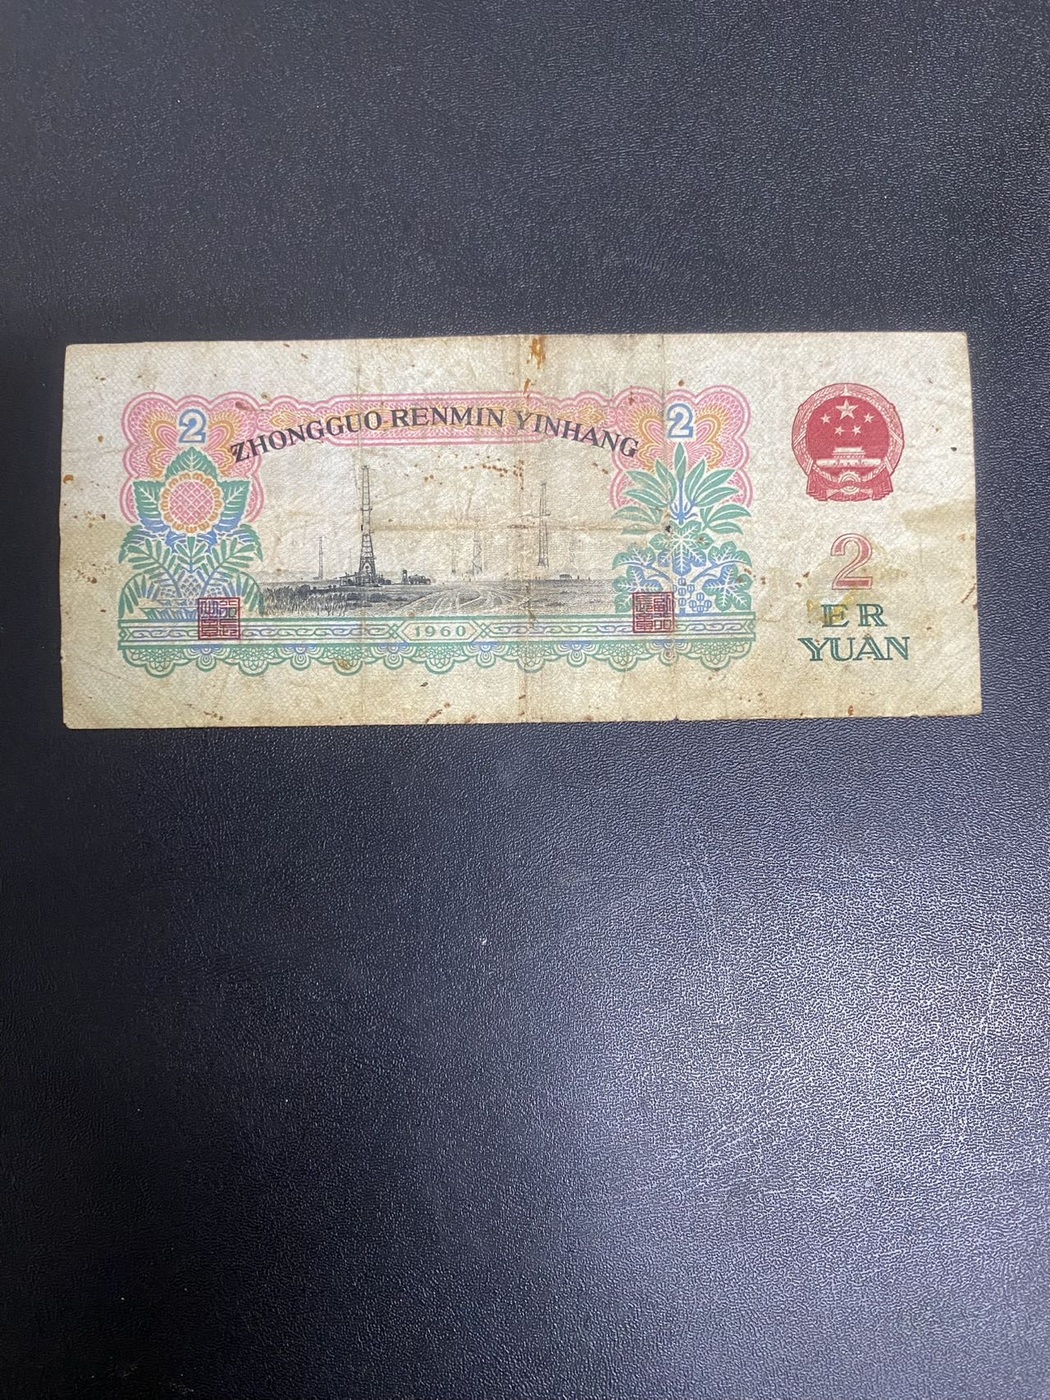 2
2
ZHONGGUO RENMIN YINHANG
2
ER
YUAN
1960